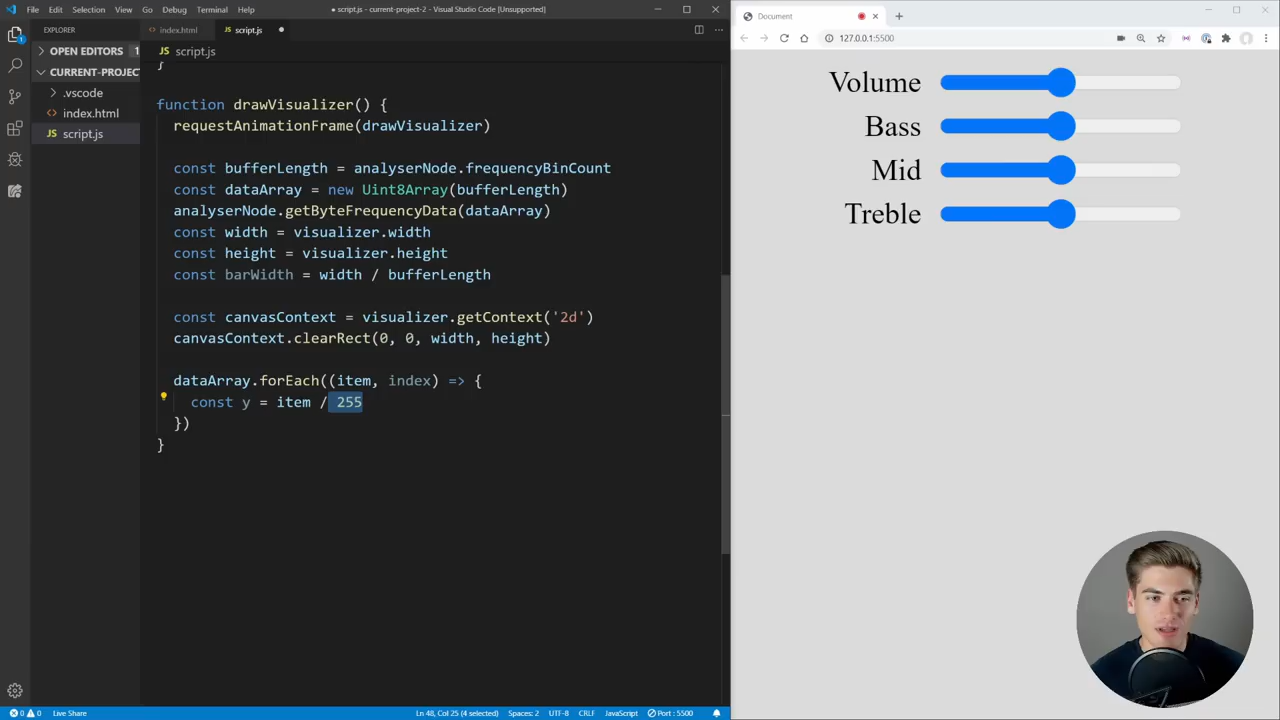 File Edit Selection View Go Debug Terminal Help
● script.js - current-project-2 - Visual Studio Code [Unsupported]
EXPLORER
OPEN EDITORS 1
CURRENT-PROJEC
.vscode
index.html
script.js
1
index.html
script.js
script.js
}
function drawVisualizer() {
requestAnimationFrame(drawVisualizer)
const bufferLength = analyserNode.frequencyBinCount
const dataArray = new Uint8Array(bufferLength)
analyserNode.getByteFrequencyData(dataArray)
const width = visualizer.width
const height = visualizer.height
const barWidth = width / bufferLength
const canvasContext = visualizer.getContext('2d')
canvasContext.clearRect(0, 0, width, height)
dataArray.forEach((item, index) => {
const y = item / 255
})
}
0 0 Live Share
Ln 48, Col 25 (4 selected) Spaces: 2 UTF-8 CRLF JavaScript Port : 5500
Document
127.0.0.1:5500
Volume
Bass
Mid
Treble